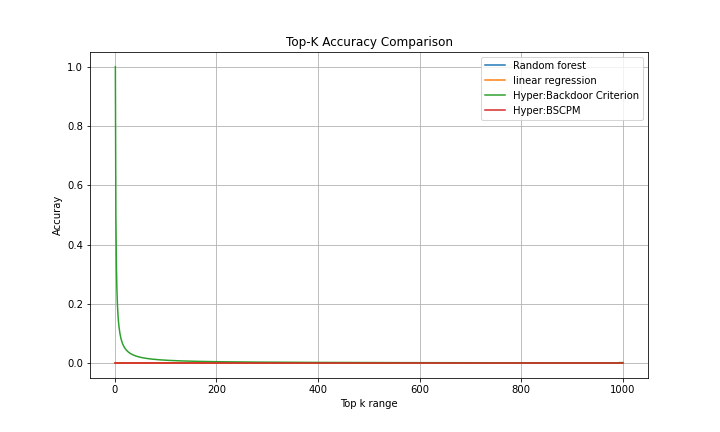 Top-K Accuracy Comparison
Random forest
linear regression
Hyper:Backdoor Criterion
Hyper:BSCPM
1.0
0.8
0.6
0.4
0.2
0.0
Accuray
0
200
400
600
800
1000
Top k range